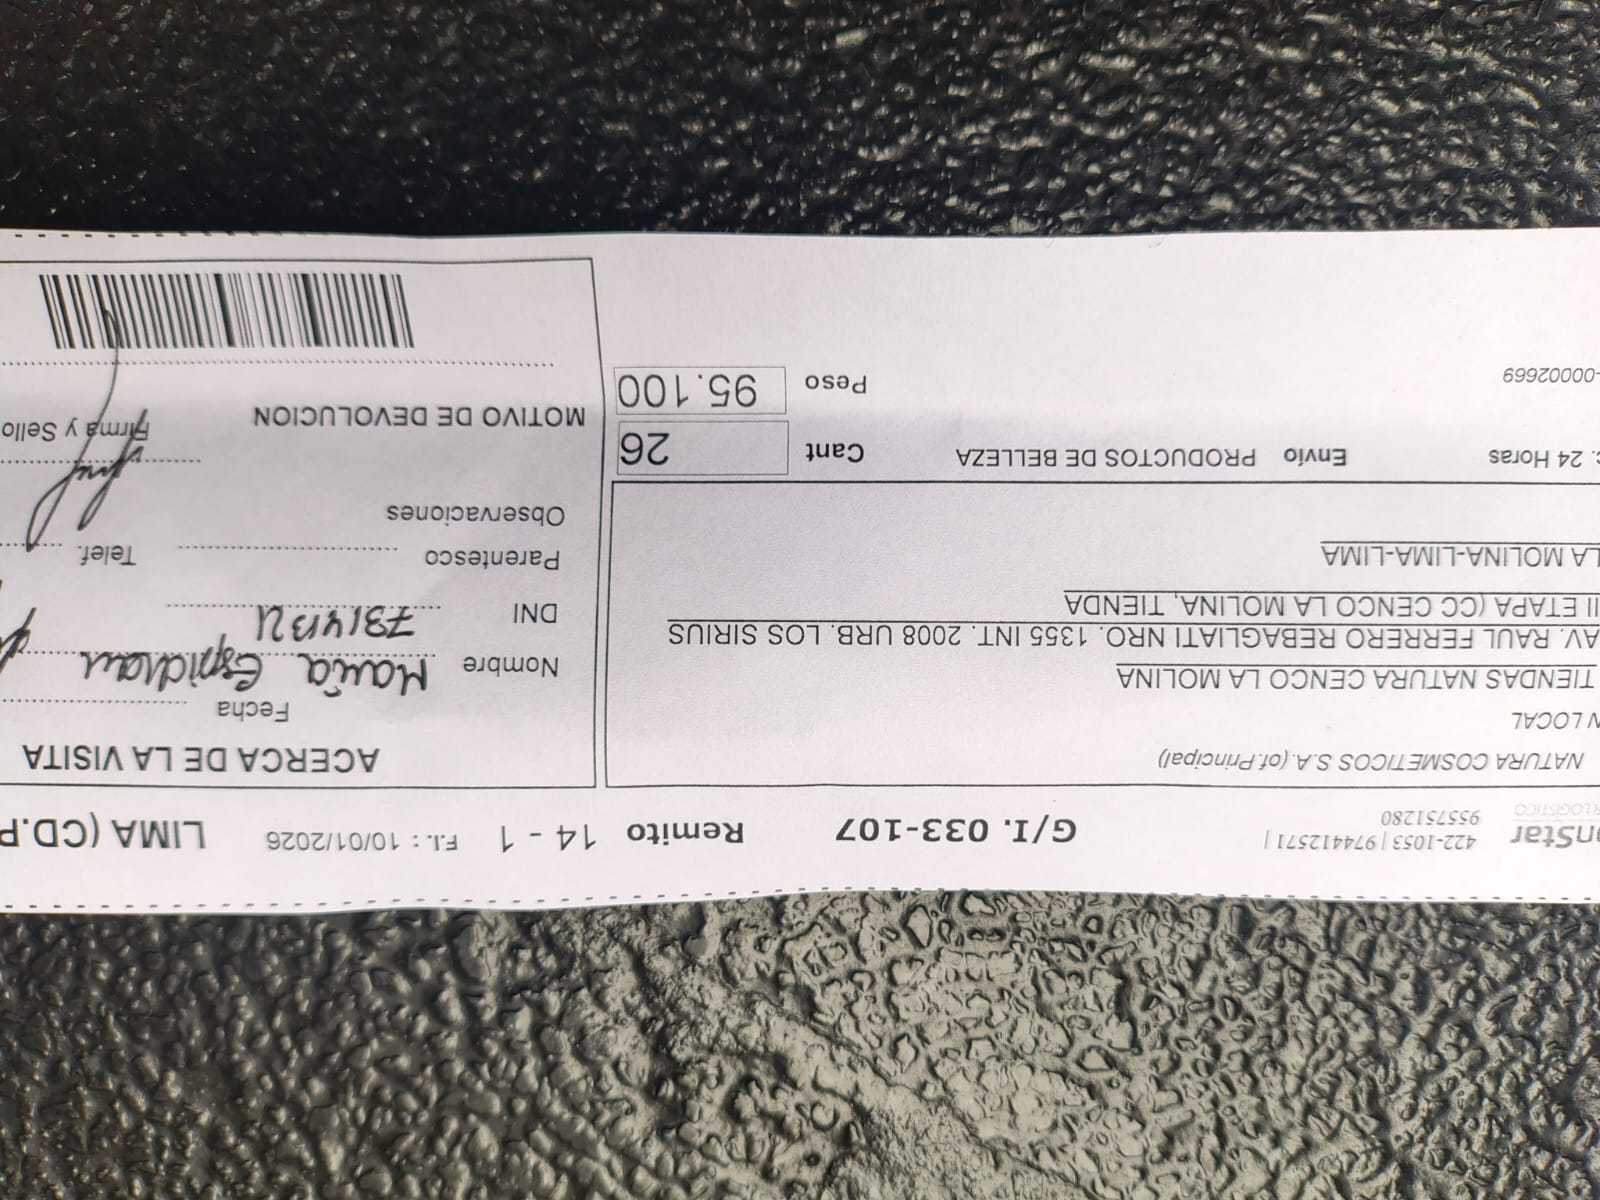 onStar
422-1053 | 974412571 |
955751280
G/I. 033-107
Remito 14 - 1
F.I. : 10/01/2026
LIMA (CD.P
NATURA COSMETICOS S.A. (of.Principal)
N LOCAL
TIENDAS NATURA CENCO LA MOLINA
AV. RAUL FERRERO REBAGLIATI NRO. 1355 INT. 2008 URB. LOS SIRIUS
II ETAPA (CC CENCO LA MOLINA, TIENDA
LA MOLINA-LIMA-LIMA
c. 24 Horas Envio PRODUCTOS DE BELLEZA Cant 26
-00002669 Peso 95.100
ACERCA DE LA VISITA
Fecha
Nombre María
DNI
Parentesco Telef.
Observaciones
Firma y Sello
MOTIVO DE DEVOLUCION